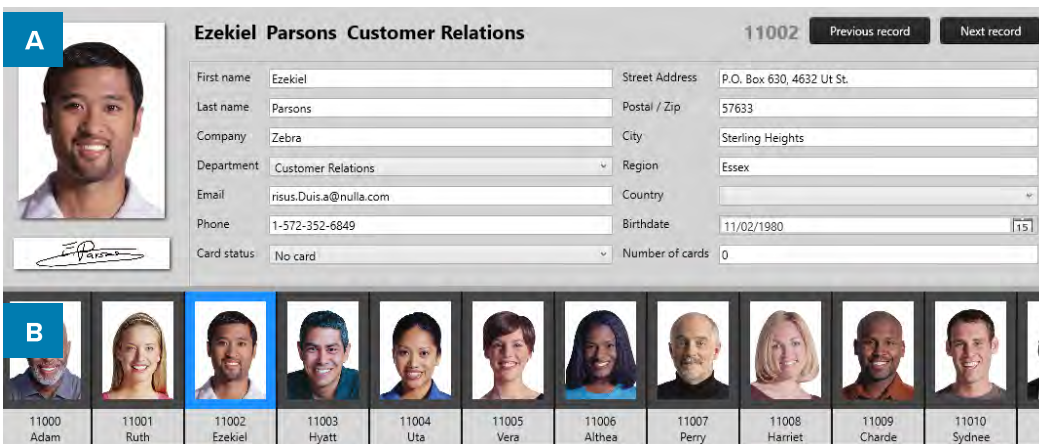 A
Ezekiel Parsons Customer Relations
11002
Previous record
Next record
First name Ezekiel
Last name Parsons
Company Zebra
Department Customer Relations
Email risus.Duis.a@nulla.com
Phone 1-572-352-6849
Card status No card
Street Address P.O. Box 630, 4632 Ut St.
Postal / Zip 57633
City Sterling Heights
Region Essex
Country
Birthdate 11/02/1980 15
Number of cards 0
E Parsons
B
11000 Adam
11001 Ruth
11002 Ezekiel
11003 Hyatt
11004 Uta
11005 Vera
11006 Althea
11007 Perry
11008 Harriet
11009 Charde
11010 Sydnee